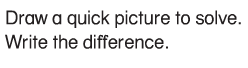 Draw a quick picture to solve.
Write the difference.